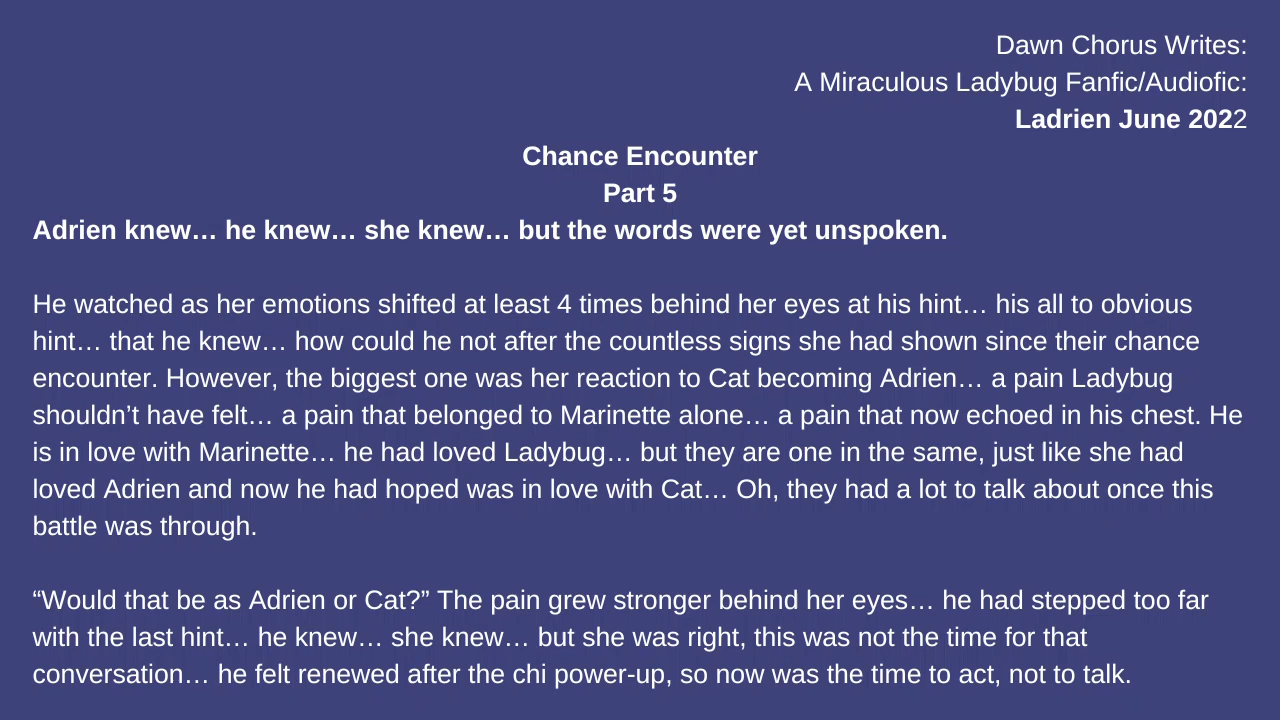 Dawn Chorus Writes:
A Miraculous Ladybug Fanfic/Audiofic:
Ladrien June 2022
Chance Encounter
Part 5
Adrien knew… he knew… she knew… but the words were yet unspoken.
He watched as her emotions shifted at least 4 times behind her eyes at his hint… his all to obvious
hint… that he knew… how could he not after the countless signs she had shown since their chance
encounter. However, the biggest one was her reaction to Cat becoming Adrien… a pain Ladybug
shouldn’t have felt… a pain that belonged to Marinette alone… a pain that now echoed in his chest. He
is in love with Marinette… he had loved Ladybug… but they are one in the same, just like she had
loved Adrien and now he had hoped was in love with Cat… Oh, they had a lot to talk about once this
battle was through.
“Would that be as Adrien or Cat?” The pain grew stronger behind her eyes… he had stepped too far
with the last hint… he knew… she knew… but she was right, this was not the time for that
conversation… he felt renewed after the chi power-up, so now was the time to act, not to talk.